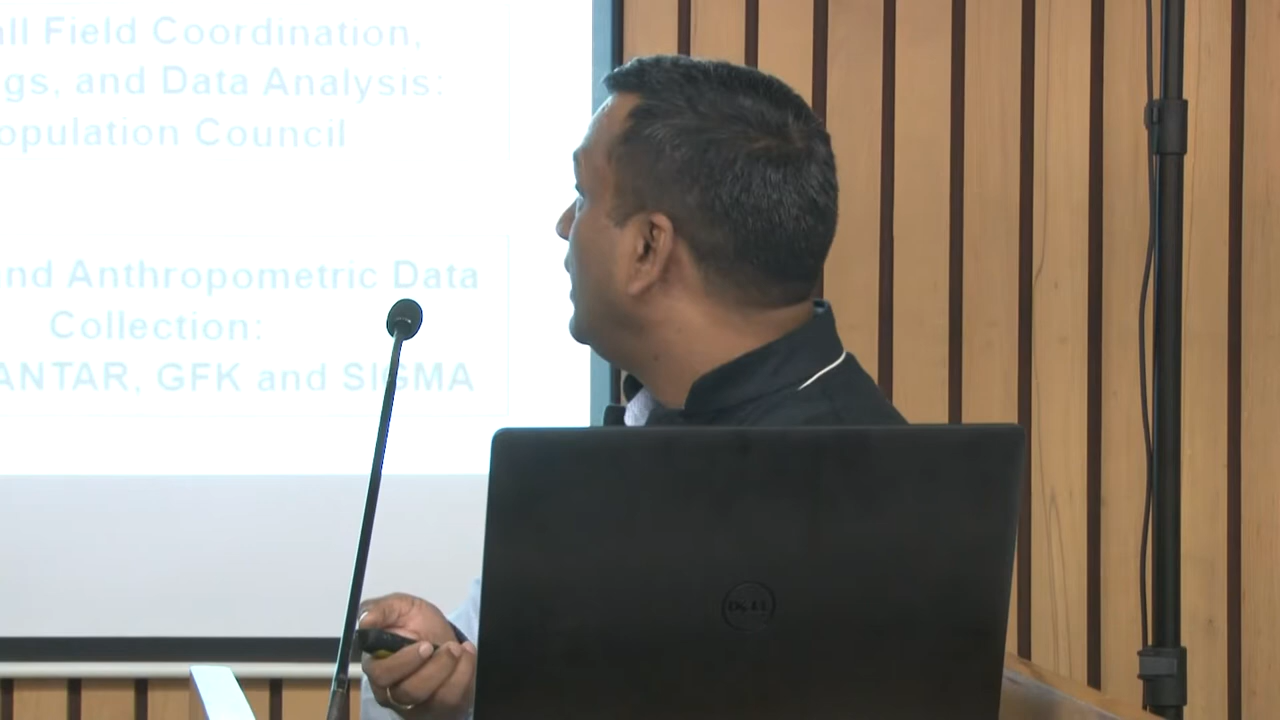 ll Field Coordination,
gs, and Data Analysis:
opulation Council
nd Anthropometric Data
Collection:
ANTAR, GFK and SIGMA
DELL